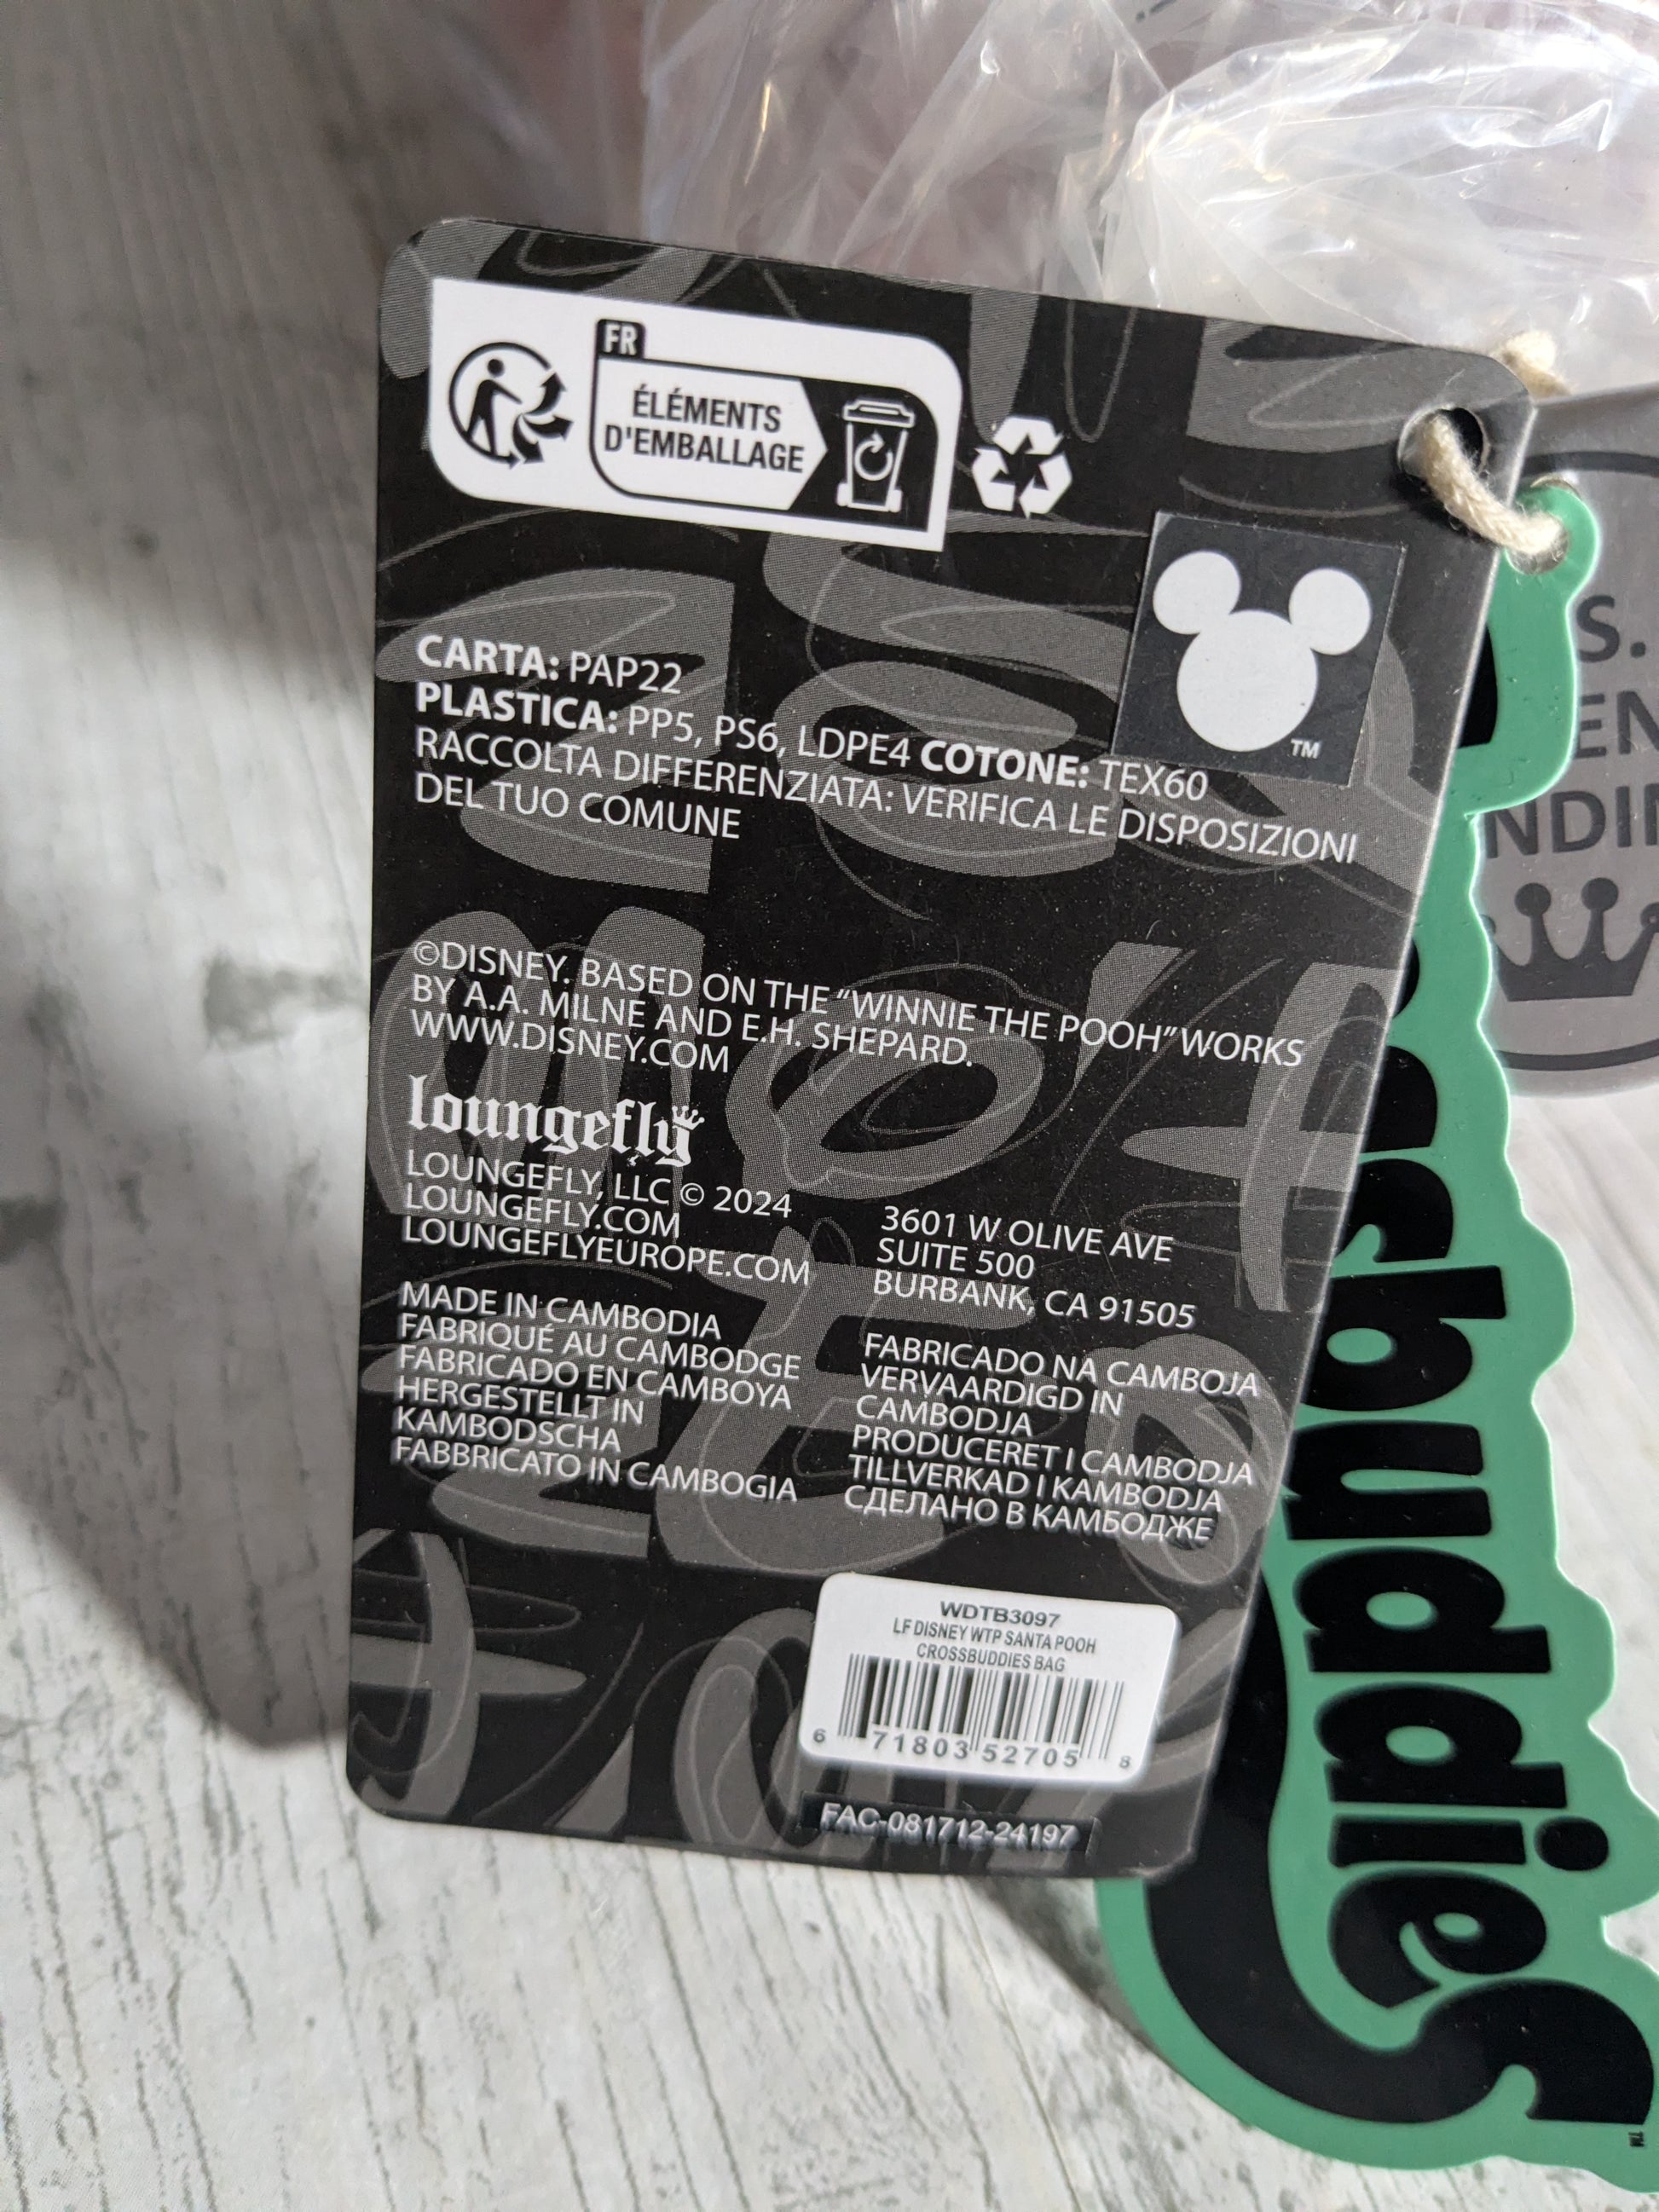 FR
ÉLÉMENTS
D'EMBALLAGE
CARTA: PAP22
PLASTICA: PP5, PS6, LDPE4 COTONE: TEX60
RACCOLTA DIFFERENZIATA: VERIFICA LE DISPOSIZIONI
DEL TUO COMUNE
TM
©DISNEY. BASED ON THE "WINNIE THE POOH" WORKS
BY A.A. MILNE AND E.H. SHEPARD.
WWW.DISNEY.COM
loungefly
LOUNGEFLY, LLC © 2024
LOUNGEFLY.COM
LOUNGEFLYEUROPE.COM
3601 W OLIVE AVE
SUITE 500
BURBANK, CA 91505
MADE IN CAMBODIA
FABRIQUÉ AU CAMBODGE
FABRICADO EN CAMBOYA
HERGESTELLT IN
KAMBODSCHA
FABBRICATO IN CAMBOGIA
FABRICADO NA CAMBOJA
VERVAARDIGD IN
CAMBODJA
PRODUCERET I CAMBODJA
TILLVERKAD I KAMBODJA
СДЕЛАНО В КАМБОДЖЕ
WDTB3097
LF DISNEY WTP SANTA POOH
CROSSBUDDIES BAG
6 71803 52705 8
FAC-081712-24197
buddies
TM